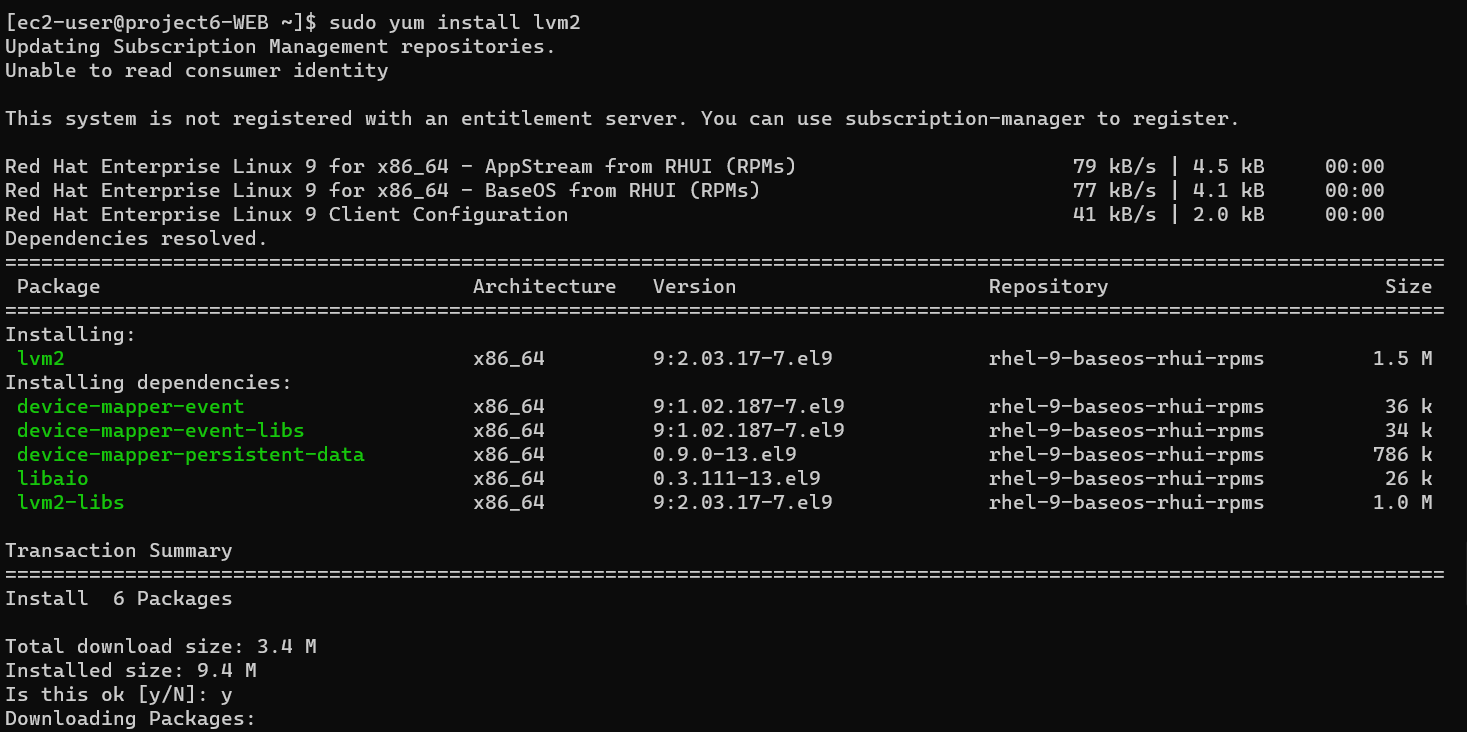 [ec2-user@project6-WEB ~]$ sudo yum install lvm2
Updating Subscription Management repositories.
Unable to read consumer identity
This system is not registered with an entitlement server. You can use subscription-manager to register.
Red Hat Enterprise Linux 9 for x86_64 - AppStream from RHUI (RPMs) 79 kB/s | 4.5 kB 00:00
Red Hat Enterprise Linux 9 for x86_64 - BaseOS from RHUI (RPMs) 77 kB/s | 4.1 kB 00:00
Red Hat Enterprise Linux 9 Client Configuration 41 kB/s | 2.0 kB 00:00
Dependencies resolved.
========================================================================================================================
Package Architecture Version Repository Size
========================================================================================================================
Installing:
lvm2 x86_64 9:2.03.17-7.el9 rhel-9-baseos-rhui-rpms 1.5 M
Installing dependencies:
device-mapper-event x86_64 9:1.02.187-7.el9 rhel-9-baseos-rhui-rpms 36 k
device-mapper-event-libs x86_64 9:1.02.187-7.el9 rhel-9-baseos-rhui-rpms 34 k
device-mapper-persistent-data x86_64 0.9.0-13.el9 rhel-9-baseos-rhui-rpms 786 k
libaio x86_64 0.3.111-13.el9 rhel-9-baseos-rhui-rpms 26 k
lvm2-libs x86_64 9:2.03.17-7.el9 rhel-9-baseos-rhui-rpms 1.0 M
Transaction Summary
========================================================================================================================
Install 6 Packages
Total download size: 3.4 M
Installed size: 9.4 M
Is this ok [y/N]: y
Downloading Packages: